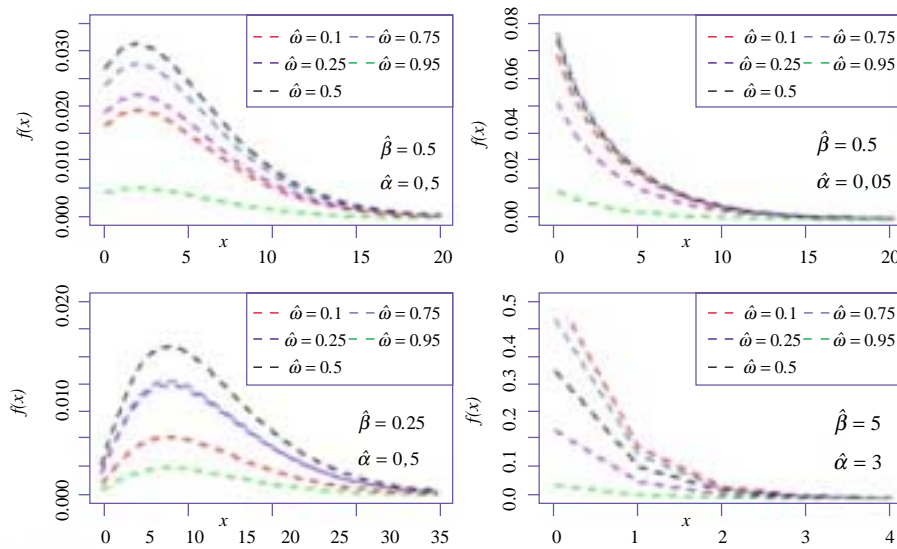 0.030
0.020
0.010
0.000
f(x)
ω̂ = 0.1
ω̂ = 0.75
ω̂ = 0.25
ω̂ = 0.95
ω̂ = 0.5
β̂ = 0.5
α̂ = 0,5
0 5 10 15 20
x
0.08
0.06
0.04
0.02
0.00
f(x)
ω̂ = 0.1
ω̂ = 0.75
ω̂ = 0.25
ω̂ = 0.95
ω̂ = 0.5
β̂ = 0.5
α̂ = 0,05
0 5 10 15 20
x
0.020
0.010
0.000
f(x)
ω̂ = 0.1
ω̂ = 0.75
ω̂ = 0.25
ω̂ = 0.95
ω̂ = 0.5
β̂ = 0.25
α̂ = 0,5
x
0 5 10 15 20 25 30 35
0.5
0.4
0.3
0.2
0.1
0.0
f(x)
ω̂ = 0.1
ω̂ = 0.75
ω̂ = 0.25
ω̂ = 0.95
ω̂ = 0.5
β̂ = 5
α̂ = 3
x
0 1 2 3 4